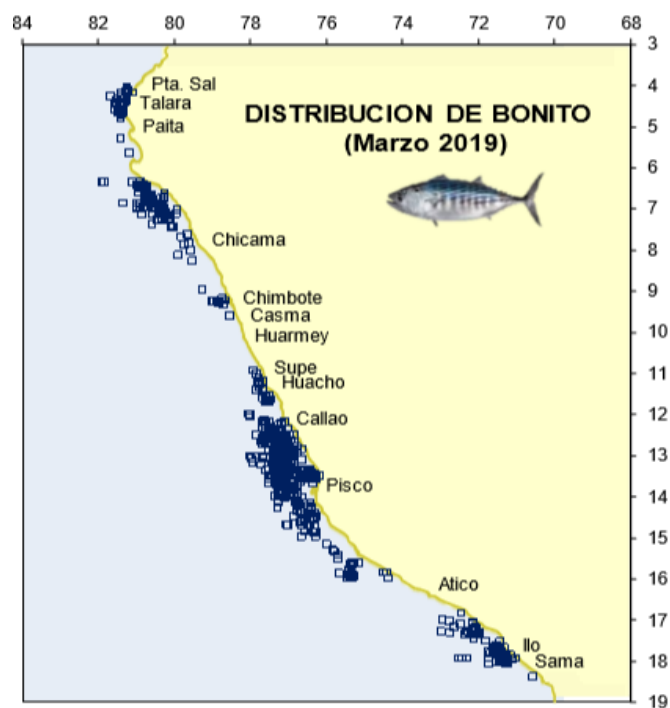 84 82 80 78 76 74 72 70 68
3
4
Pta. Sal
Talara
DISTRIBUCION DE BONITO
5
Paita
(Marzo 2019)
6
7
Chicama
8
9
Chimbote
Casma
10
Huarmey
11
Supe
Huacho
12
Callao
13
Pisco
14
15
16
Atico
17
Ilo
18
Sama
19